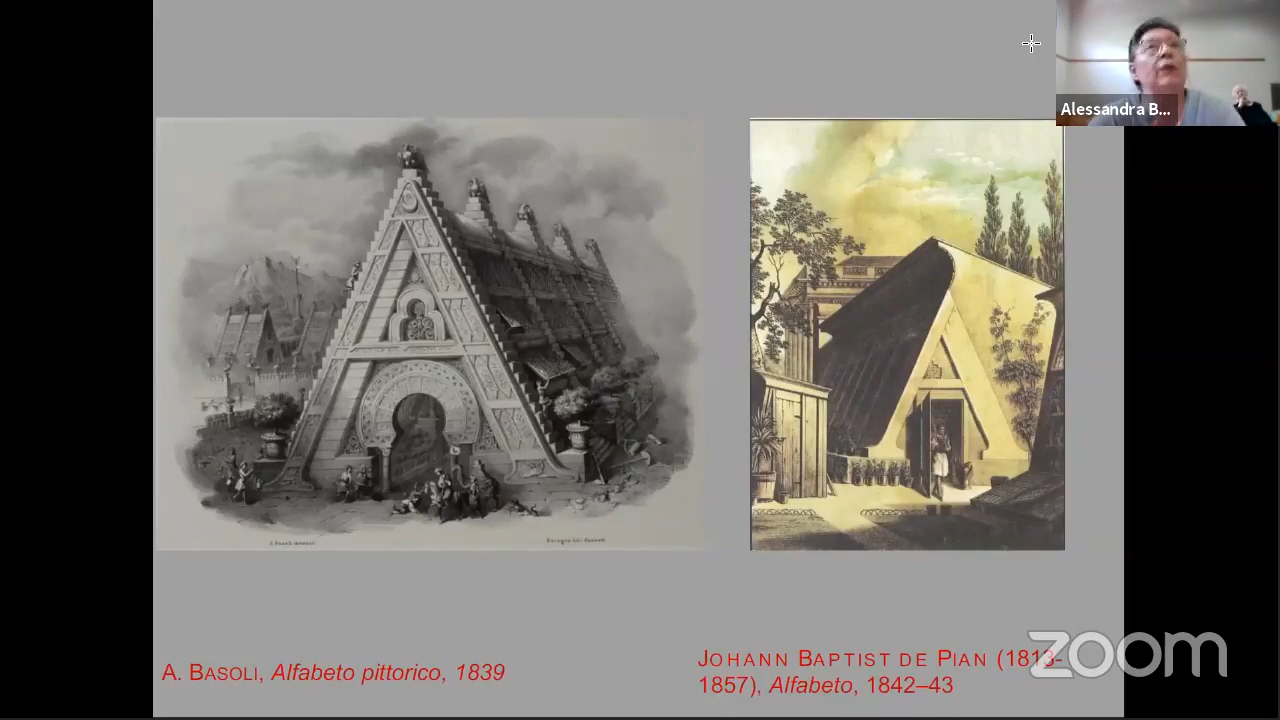 Alessandra B...
A. BASOLI, Alfabeto pittorico, 1839
JOHANN BAPTIST DE PIAN (1813-
1857), Alfabeto, 1842–43
zoom